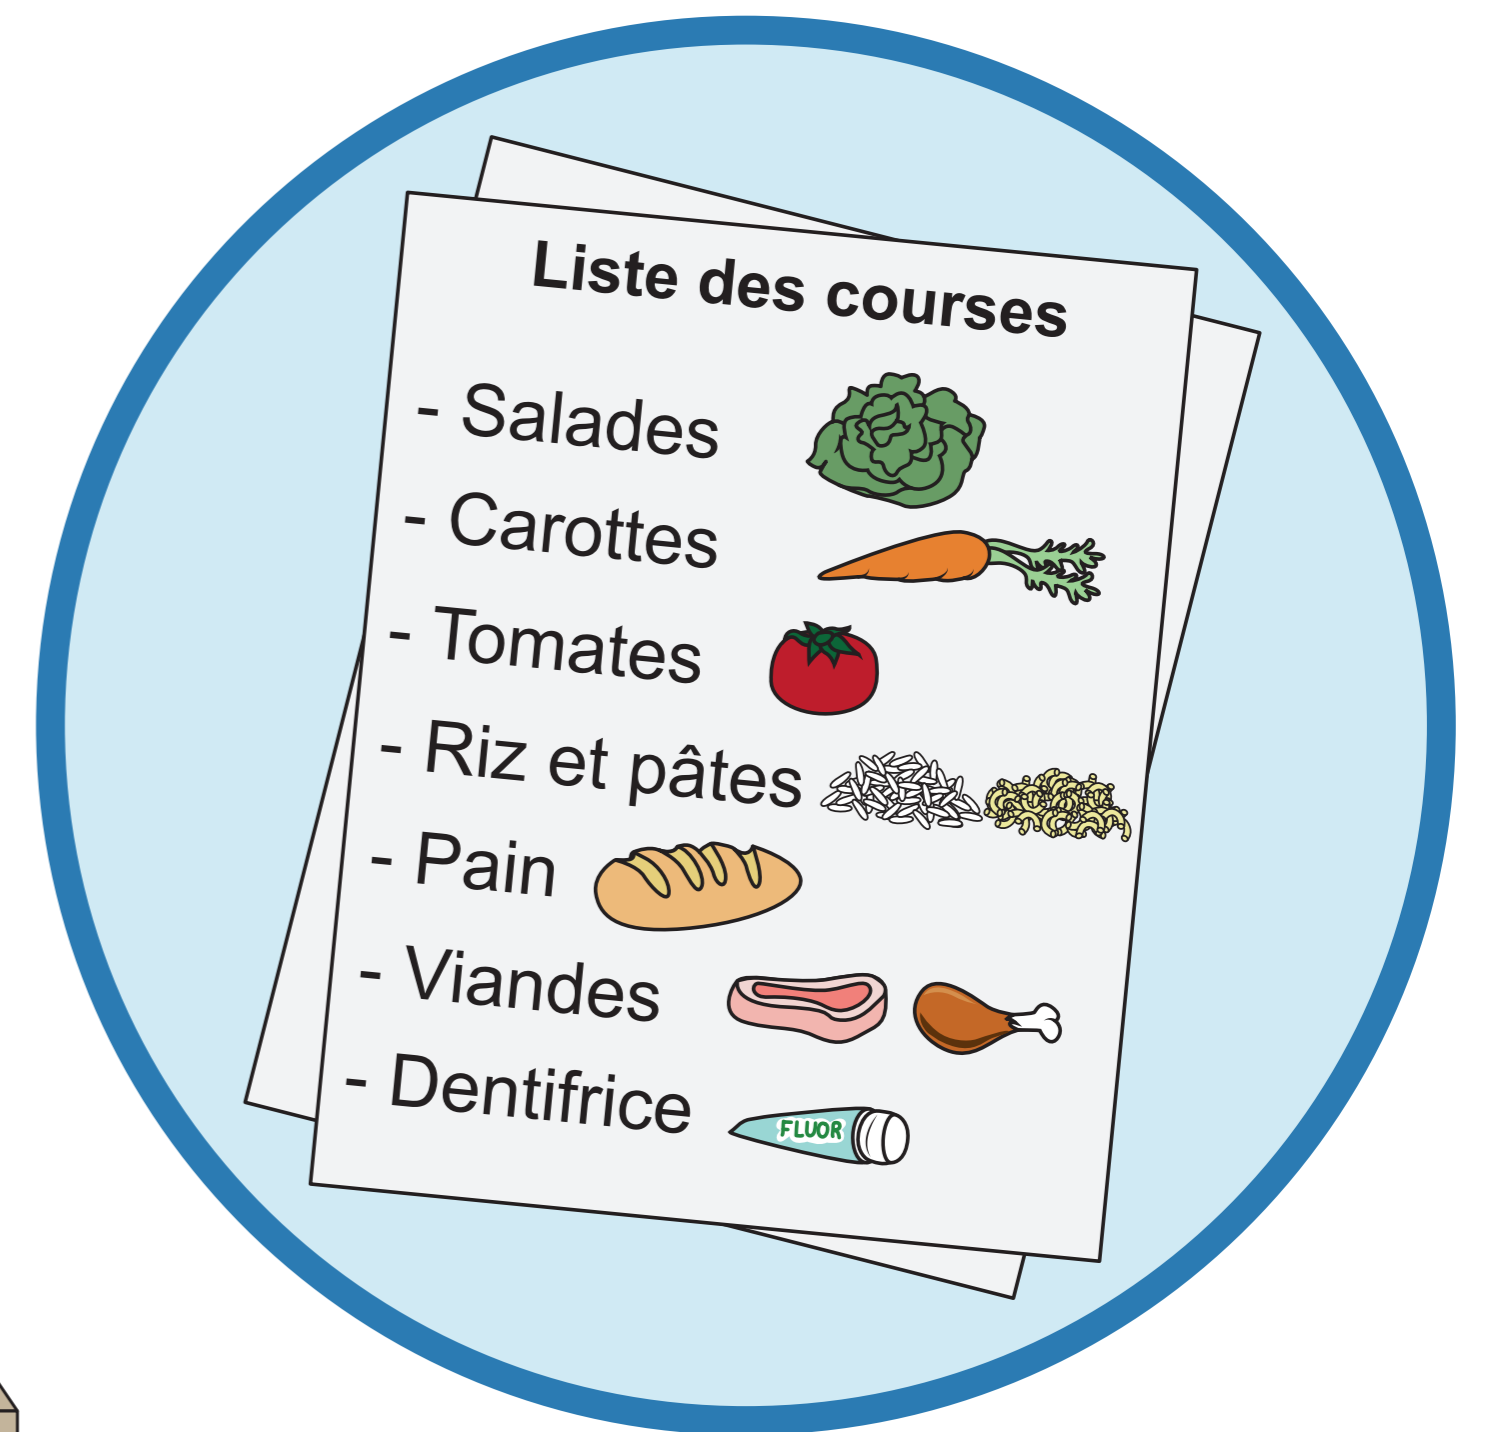 Liste des courses
- Salades
- Carottes
- Tomates
- Riz et pâtes
- Pain
- Viandes
- Dentifrice
FLUOR